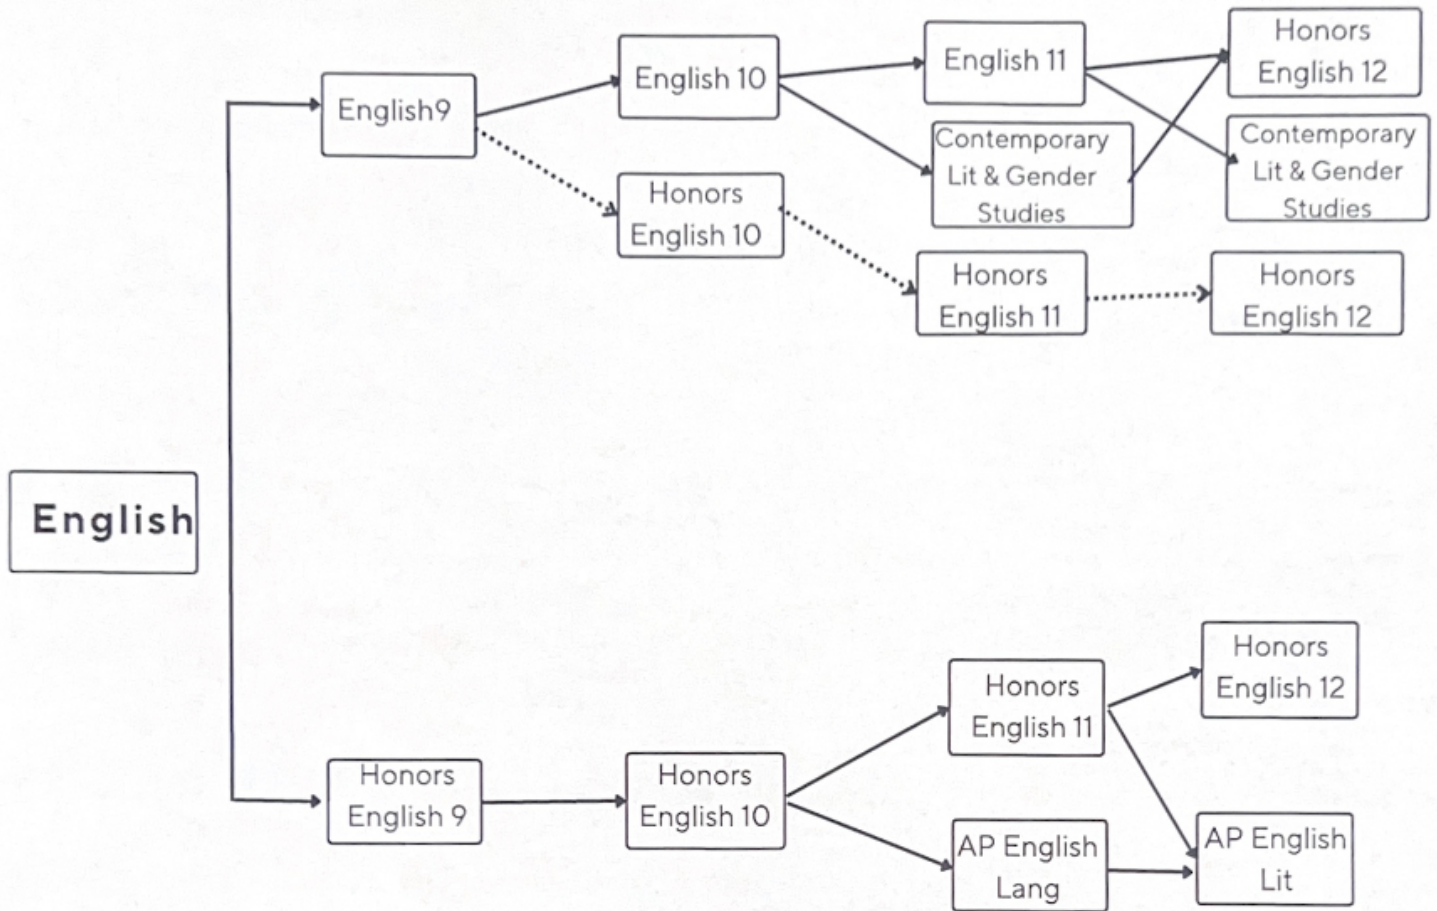 English
English9
English 10
Honors
English 10
English 11
Contemporary
Lit & Gender
Studies
Honors
English 11
Honors
English 12
Contemporary
Lit & Gender
Studies
Honors
English 12
Honors
English 9
Honors
English 10
Honors
English 11
AP English
Lang
Honors
English 12
AP English
Lit